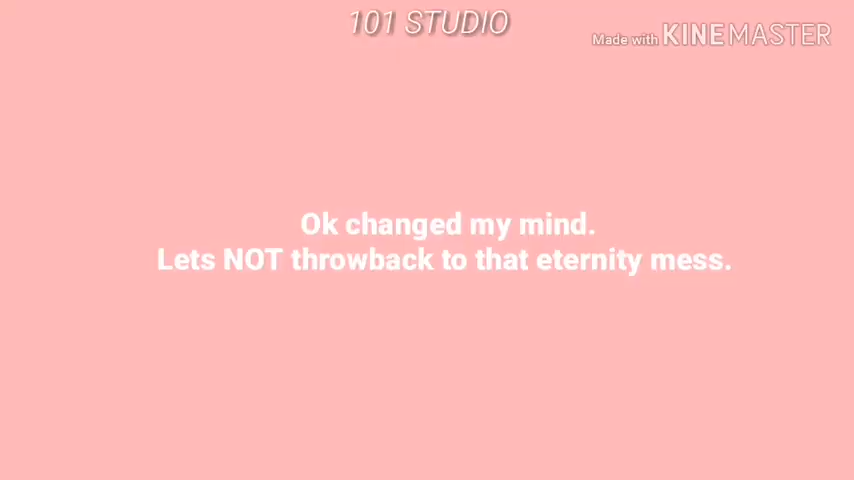 101 STUDIO
Made with KINEMASTER
Ok changed my mind.
Lets NOT throwback to that eternity mess.